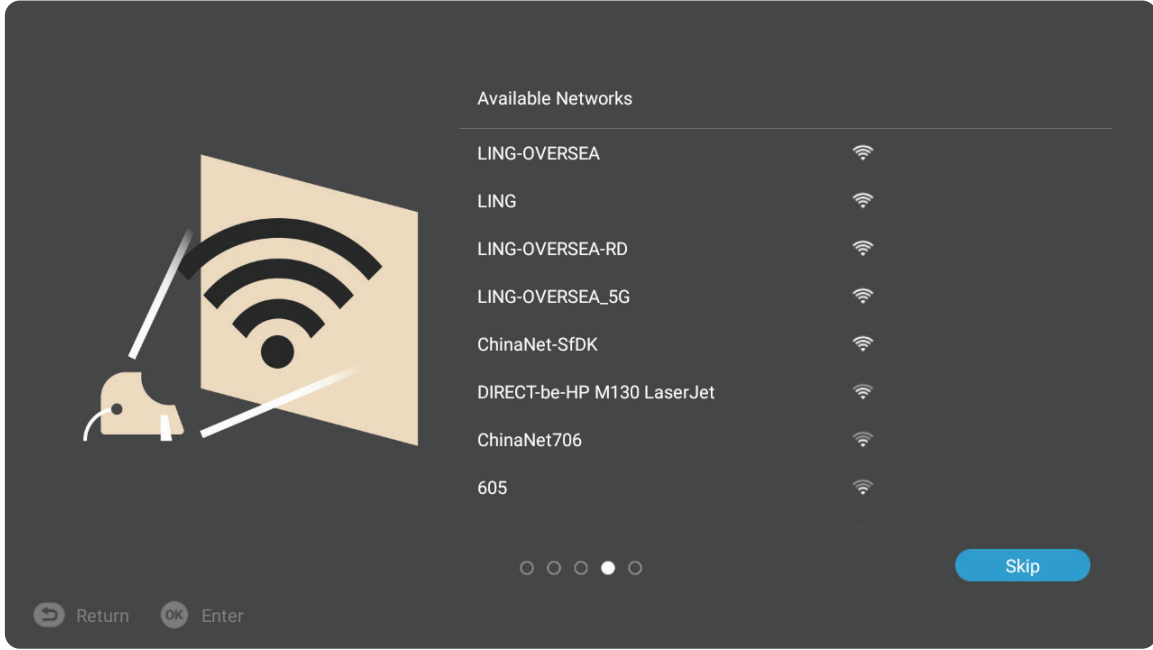 Available Networks
LING-OVERSEA
LING
LING-OVERSEA-RD
LING-OVERSEA_5G
ChinaNet-SfDK
DIRECT-be-HP M130 LaserJet
ChinaNet706
605
Skip
Return OK Enter